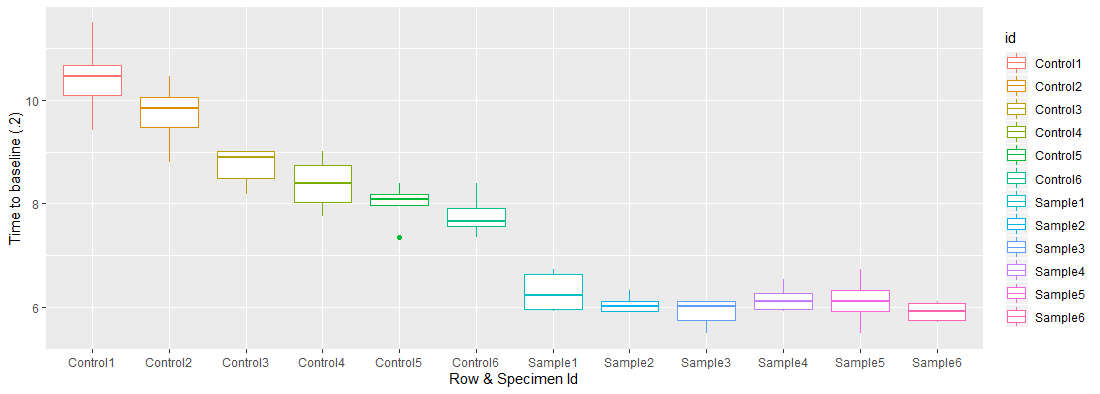 Time to baseline (.2)
10
8
6
Control1 Control2 Control3 Control4 Control5 Control6 Sample1 Sample2 Sample3 Sample4 Sample5 Sample6
Row & Specimen Id
id
Control1
Control2
Control3
Control4
Control5
Control6
Sample1
Sample2
Sample3
Sample4
Sample5
Sample6